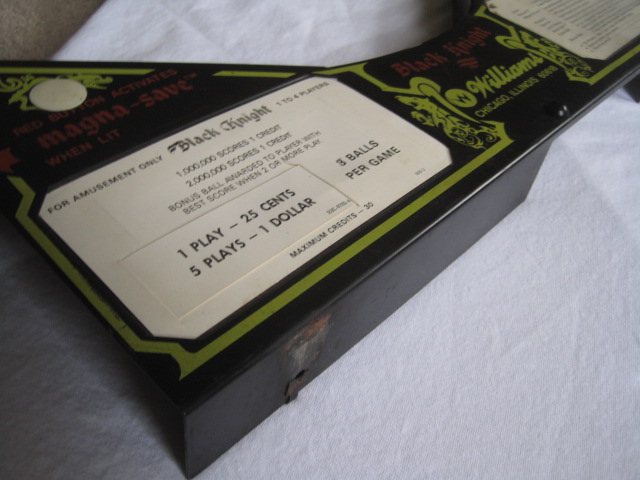 RED BUTTON ACTIVATES
magna-save™
WHEN LIT
FOR AMUSEMENT ONLY
Black Knight
1 TO 4 PLAYERS
1,000,000 SCORES 1 CREDIT
2,000,000 SCORES 1 CREDIT
BONUS BALL AWARDED TO PLAYER WITH
BEST SCORE WHEN 2 OR MORE PLAY.
1 PLAY – 25 CENTS
5 PLAYS – 1 DOLLAR
3 BALLS
PER GAME
MAXIMUM CREDITS – 30
Black Knight
Williams
CHICAGO, ILLINOIS 60618